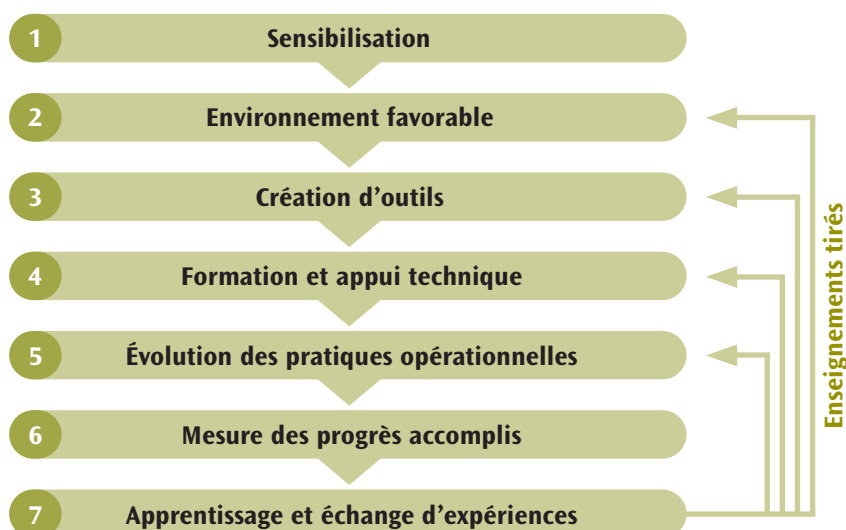 1 Sensibilisation
2 Environnement favorable
3 Création d’outils
4 Formation et appui technique
5 Évolution des pratiques opérationnelles
6 Mesure des progrès accomplis
7 Apprentissage et échange d’expériences
Enseignements tirés